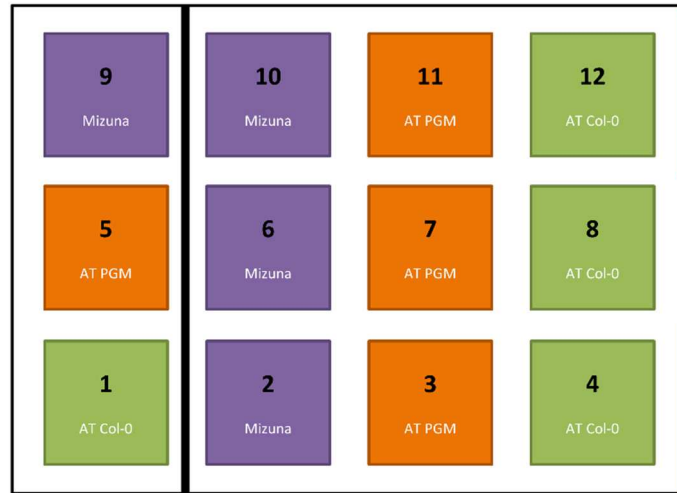 9
Mizuna
10
Mizuna
11
AT PGM
12
AT Col-0
5
AT PGM
6
Mizuna
7
AT PGM
8
AT Col-0
1
AT Col-0
2
Mizuna
3
AT PGM
4
AT Col-0